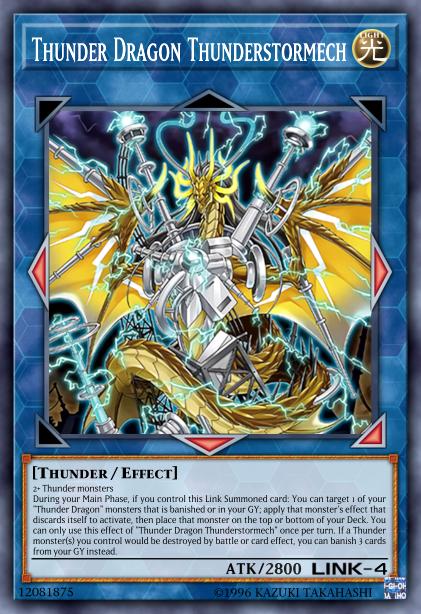 THUNDER DRAGON THUNDERSTORMECH
LIGHT
光
[THUNDER / EFFECT]
2+ Thunder monsters
During your Main Phase, if you control this Link Summoned card: You can target 1 of your
"Thunder Dragon" monsters that is banished or in your GY; apply that monster's effect that
discards itself to activate, then place that monster on the top or bottom of your Deck. You
can only use this effect of "Thunder Dragon Thunderstormech" once per turn. If a Thunder
monster(s) you control would be destroyed by battle or card effect, you can banish 3 cards
from your GY instead.
ATK/2800 LINK-4
12081875
©1996 KAZUKI TAKAHASHI